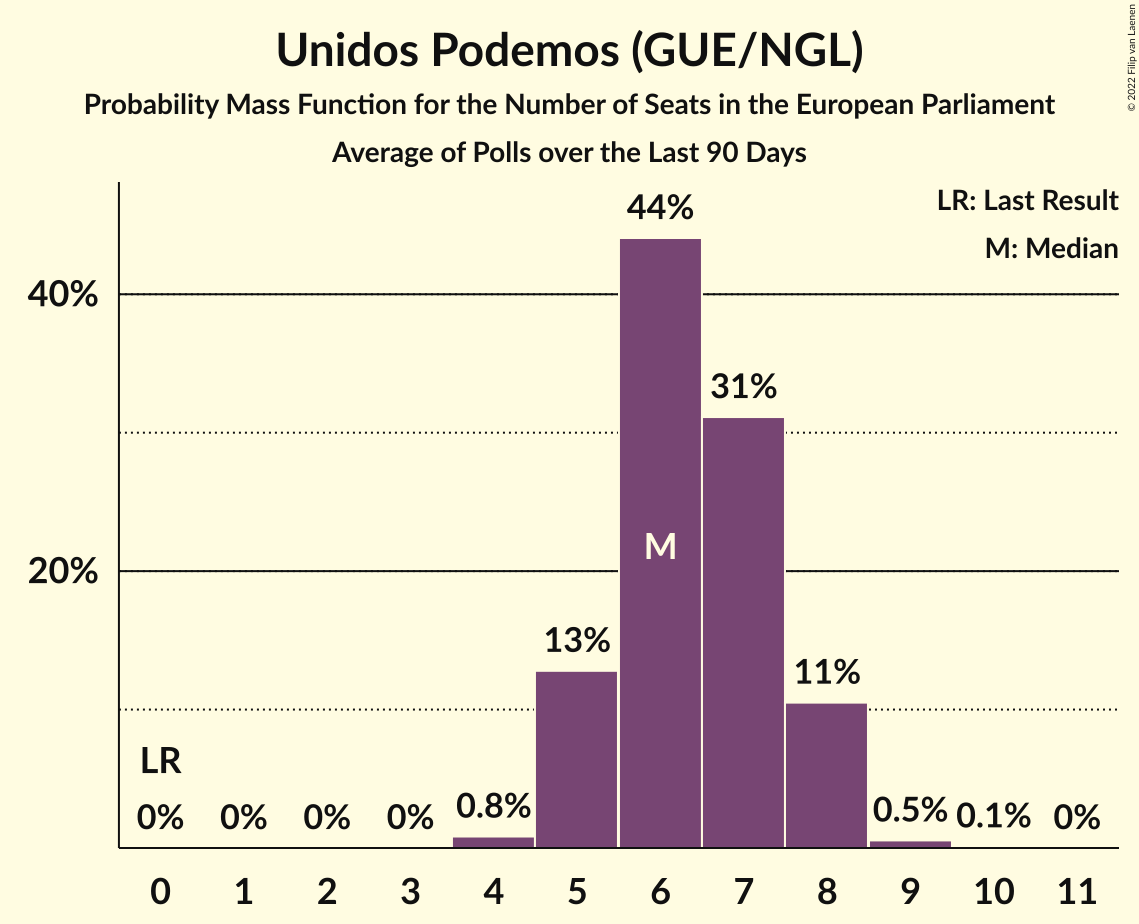 Unidos Podemos (GUE/NGL)
Probability Mass Function for the Number of Seats in the European Parliament
Average of Polls over the Last 90 Days
© 2022 Filip van Laenen
LR: Last Result
M: Median
44%
40%
31%
M
20%
13%
11%
LR
0% 0% 0% 0% 0.8% 0.5% 0.1% 0%
0 1 2 3 4 5 6 7 8 9 10 11